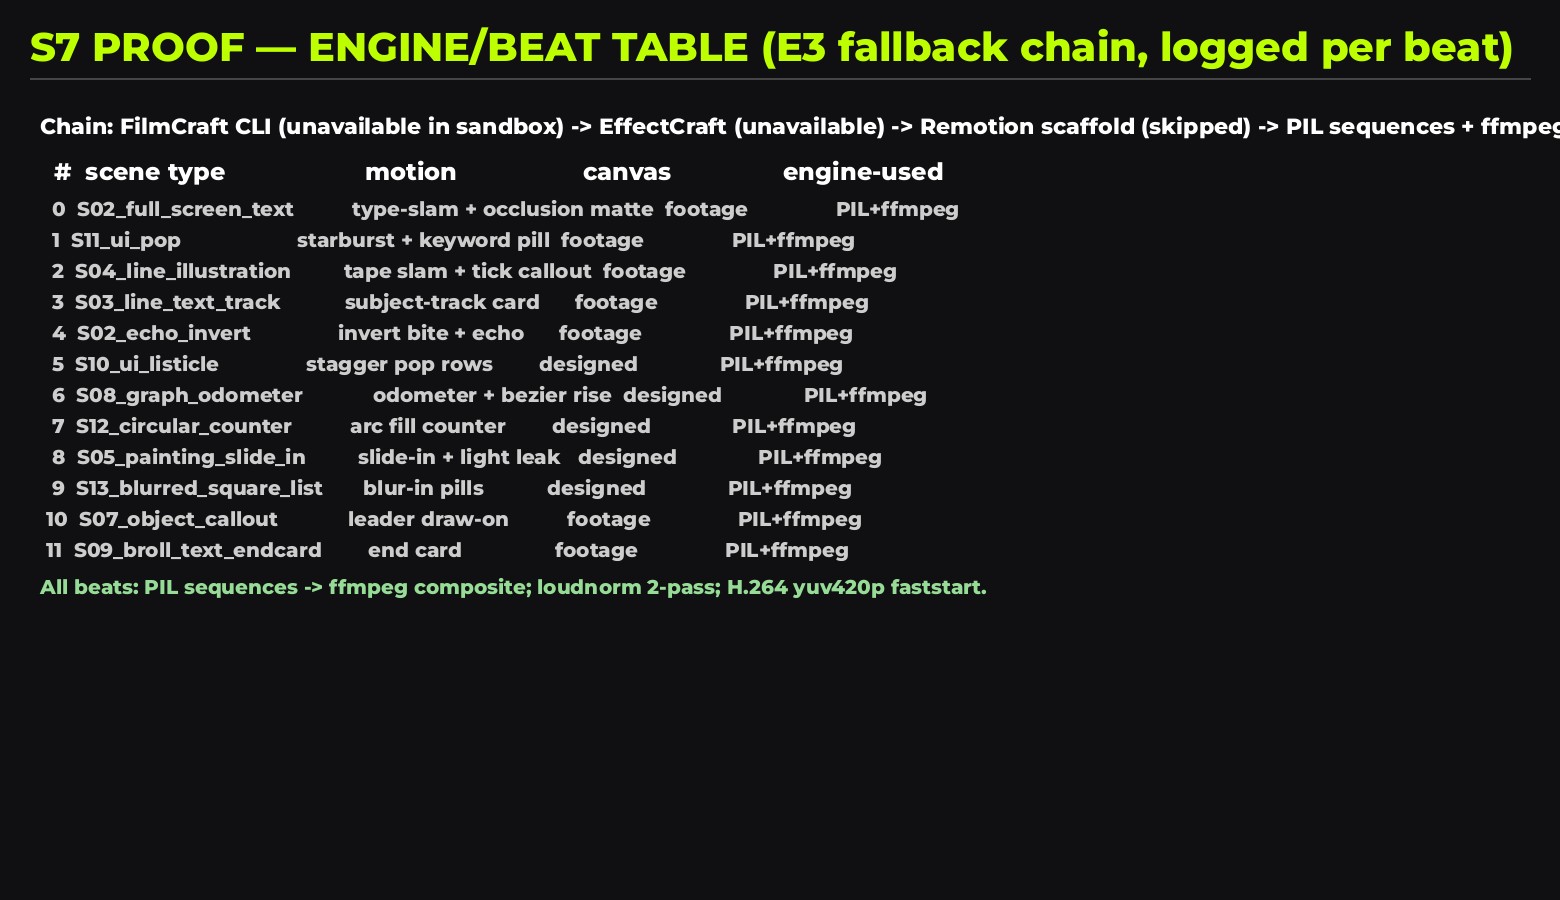 S7 PROOF — ENGINE/BEAT TABLE (E3 fallback chain, logged per beat)
Chain: FilmCraft CLI (unavailable in sandbox) -> EffectCraft (unavailable) -> Remotion scaffold (skipped) -> PIL sequences + ffmpeg
# scene type motion canvas engine-used
0 S02_full_screen_text type-slam + occlusion matte footage PIL+ffmpeg
1 S11_ui_pop starburst + keyword pill footage PIL+ffmpeg
2 S04_line_illustration tape slam + tick callout footage PIL+ffmpeg
3 S03_line_text_track subject-track card footage PIL+ffmpeg
4 S02_echo_invert invert bite + echo footage PIL+ffmpeg
5 S10_ui_listicle stagger pop rows designed PIL+ffmpeg
6 S08_graph_odometer odometer + bezier rise designed PIL+ffmpeg
7 S12_circular_counter arc fill counter designed PIL+ffmpeg
8 S05_painting_slide_in slide-in + light leak designed PIL+ffmpeg
9 S13_blurred_square_list blur-in pills designed PIL+ffmpeg
10 S07_object_callout leader draw-on footage PIL+ffmpeg
11 S09_broll_text_endcard end card footage PIL+ffmpeg
All beats: PIL sequences -> ffmpeg composite; loudnorm 2-pass; H.264 yuv420p faststart.